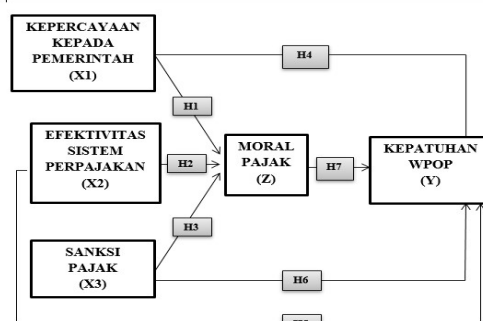 KEPERCAYAAN
KEPADA
PEMERINTAH
(X1)
H4
H1
EFEKTIVITAS
SISTEM
PERPAJAKAN
(X2)
H2
MORAL
PAJAK
(Z)
H7
KEPATUHAN
WPOP
(Y)
H3
SANKSI
PAJAK
(X3)
H6